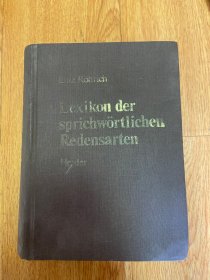 Lutz Röhrich
Lexikon der
sprichwörtlichen
Redensarten
Herder